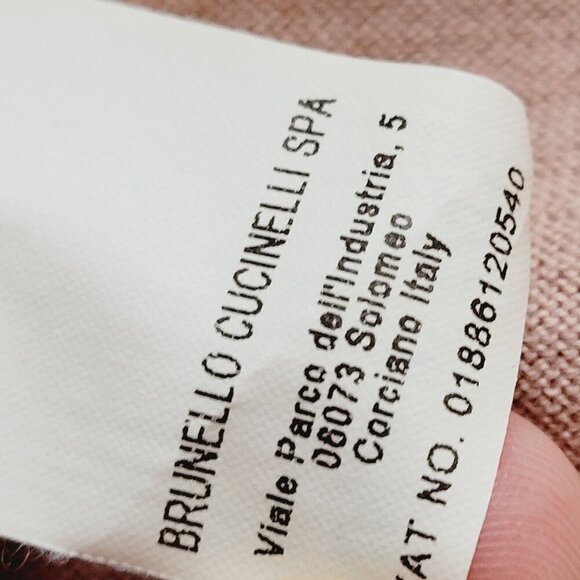 BRUNELLO CUCINELLI SPA
Viale Parco dell'Industria, 5
06073 Solomeo
Corciano Italy
VAT NO. 01886120540